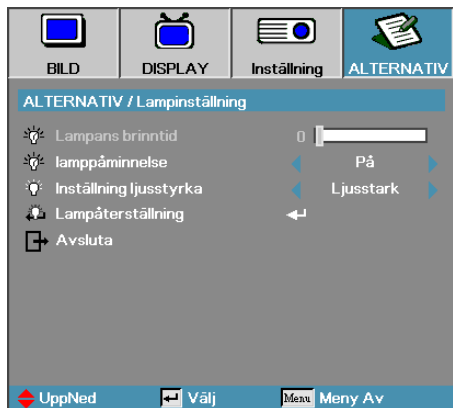 BILD DISPLAY Inställning ALTERNATIV
ALTERNATIV / Lampinställning
Lampans brinntid 0
lamppåminnelse På
Inställning ljusstyrka Ljusstark
Lampåterställning
Avsluta
UppNed Välj Menu Meny Av